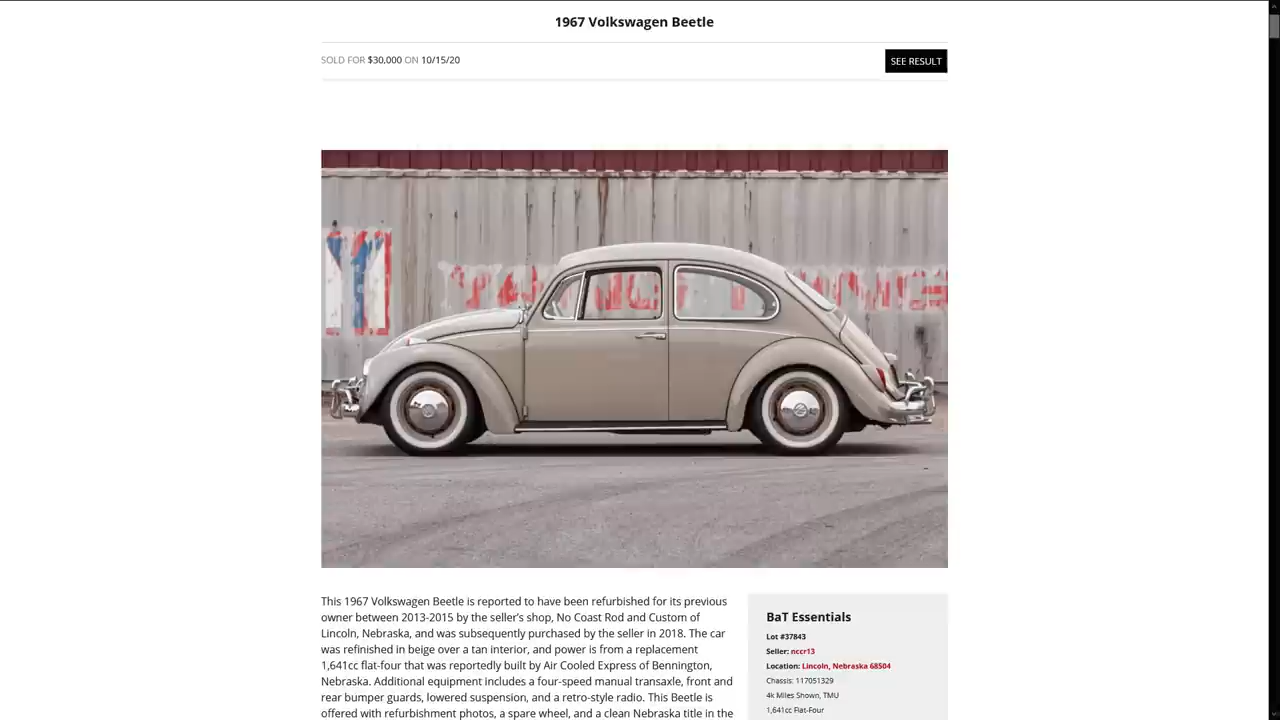 1967 Volkswagen Beetle
SOLD FOR $30,000 ON 10/15/20
SEE RESULT
This 1967 Volkswagen Beetle is reported to have been refurbished for its previous
owner between 2013-2015 by the seller's shop, No Coast Rod and Custom of
Lincoln, Nebraska, and was subsequently purchased by the seller in 2018. The car
was refinished in beige over a tan interior, and power is from a replacement
1,641cc flat-four that was reportedly built by Air Cooled Express of Bennington,
Nebraska. Additional equipment includes a four-speed manual transaxle, front and
rear bumper guards, lowered suspension, and a retro-style radio. This Beetle is
offered with refurbishment photos, a spare wheel, and a clean Nebraska title in the
BaT Essentials
Lot #37843
Seller: nccr13
Location: Lincoln, Nebraska 68504
Chassis: 117051329
4k Miles Shown, TMU
1,641cc Flat-Four